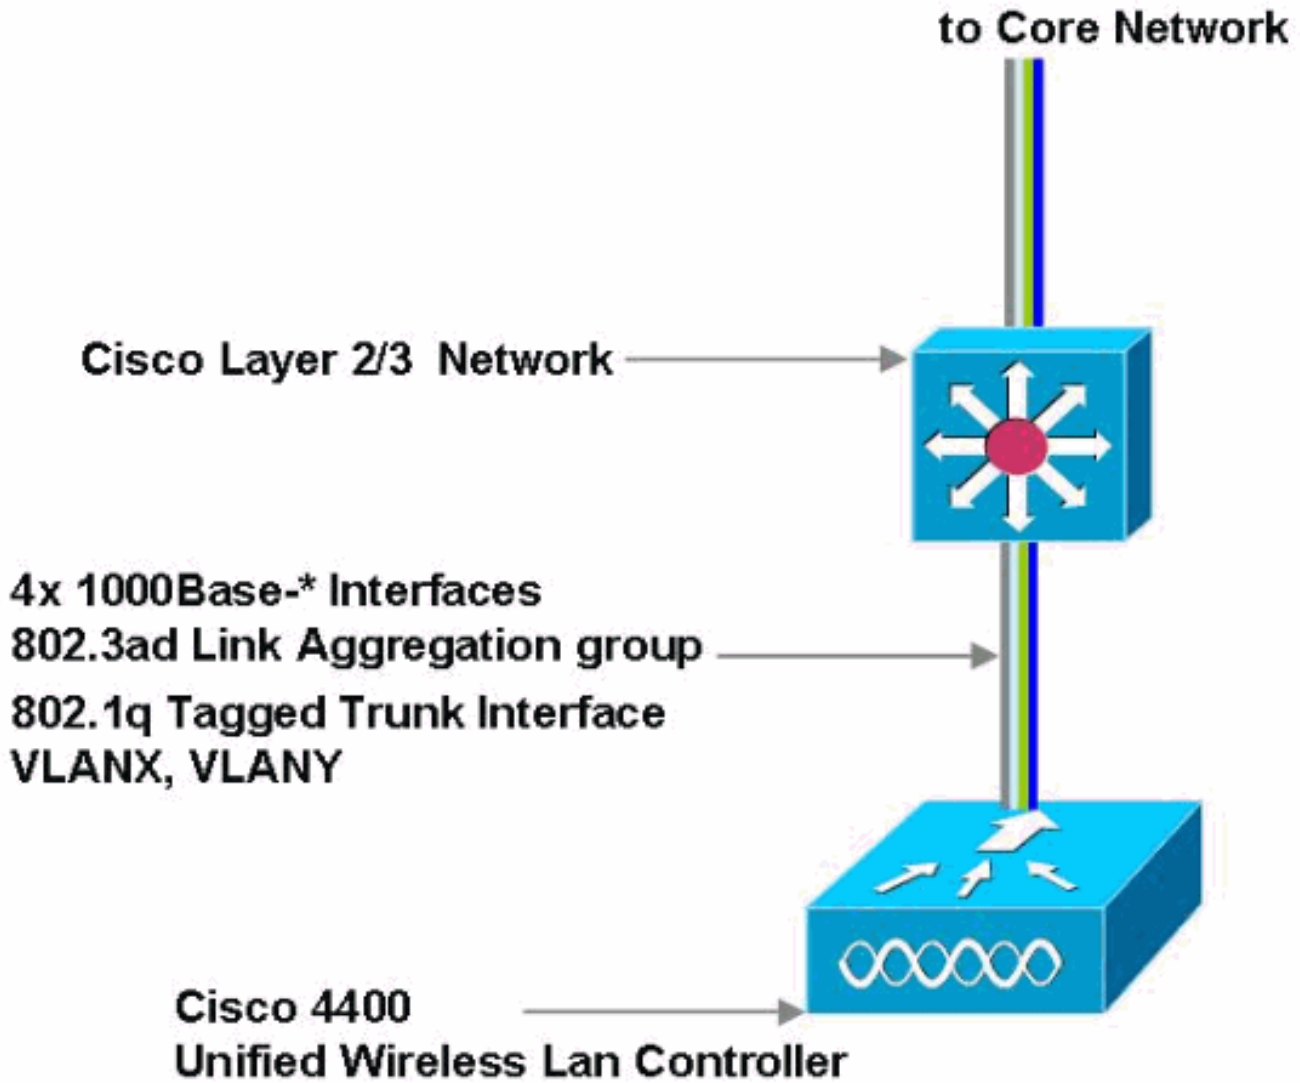 to Core Network
Cisco Layer 2/3 Network
4x 1000Base-* Interfaces
802.3ad Link Aggregation group
802.1q Tagged Trunk Interface
VLANX, VLANY
Cisco 4400
Unified Wireless Lan Controller